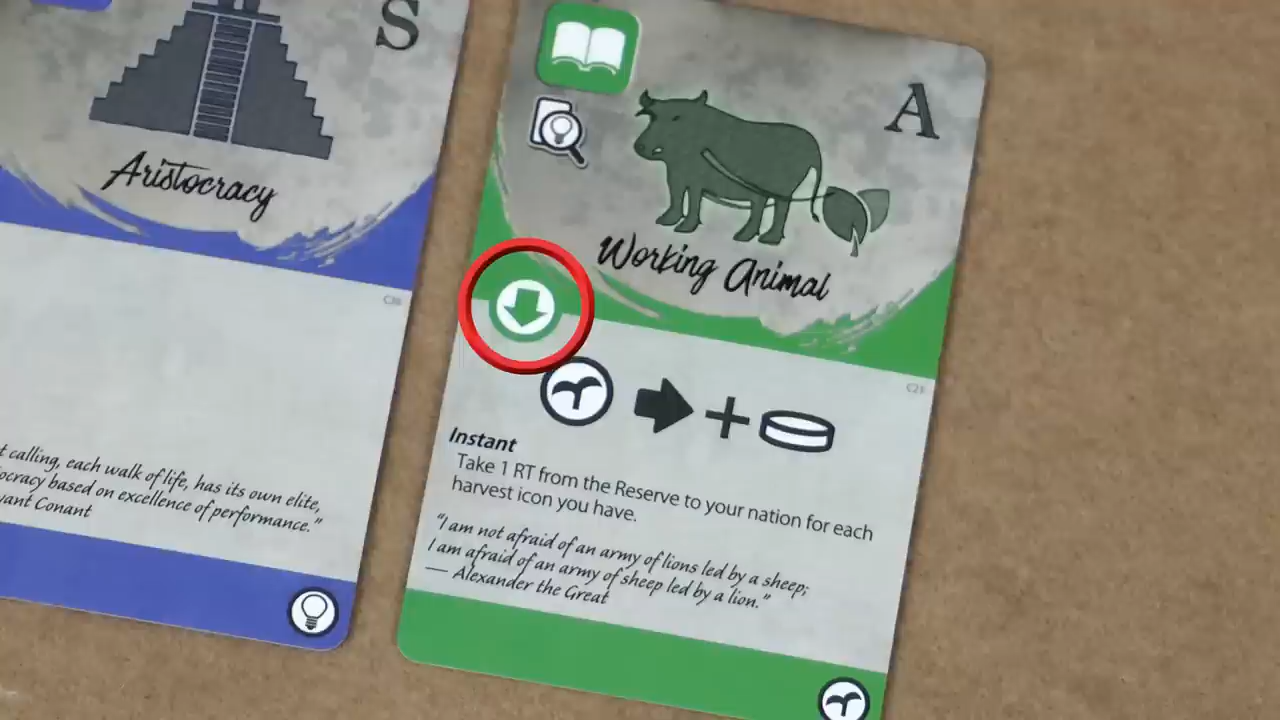 S
Aristocracy
C36
t calling, each walk of life, has its own elite,
ocracy based on excellence of performance."
yant Conant
A
Working Animal
C21
Instant
Take 1 RT from the Reserve to your nation for each
harvest icon you have.
"I am not afraid of an army of lions led by a sheep;
I am afraid of an army of sheep led by a lion."
— Alexander the Great